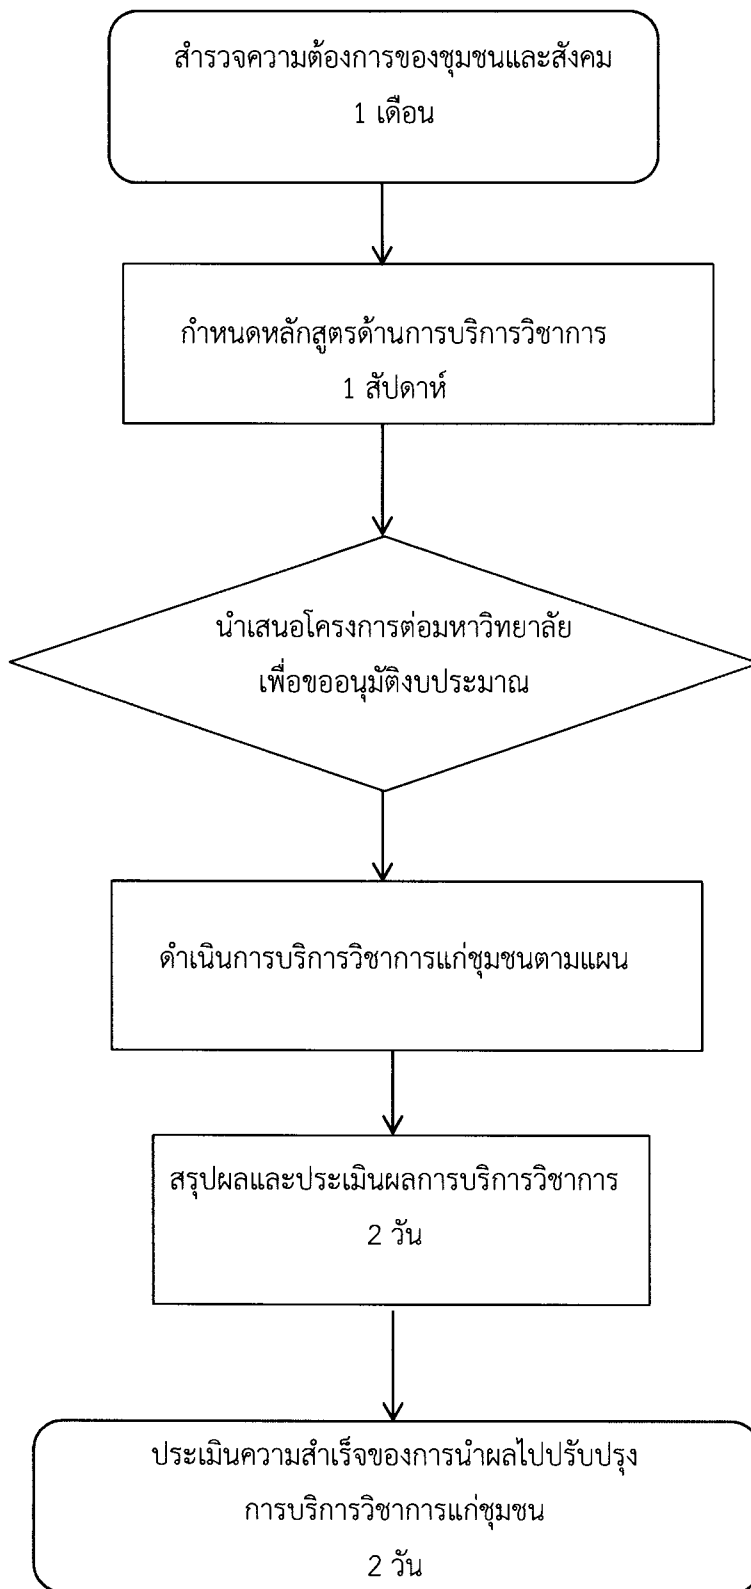 สำรวจความต้องการของชุมชนและสังคม
1 เดือน
กำหนดหลักสูตรด้านการบริการวิชาการ
1 สัปดาห์
นำเสนอโครงการต่อมหาวิทยาลัย
เพื่อขออนุมัติงบประมาณ
ดำเนินการบริการวิชาการแก่ชุมชนตามแผน
สรุปผลและประเมินผลการบริการวิชาการ
2 วัน
ประเมินความสำเร็จของการนำผลไปปรับปรุง
การบริการวิชาการแก่ชุมชน
2 วัน